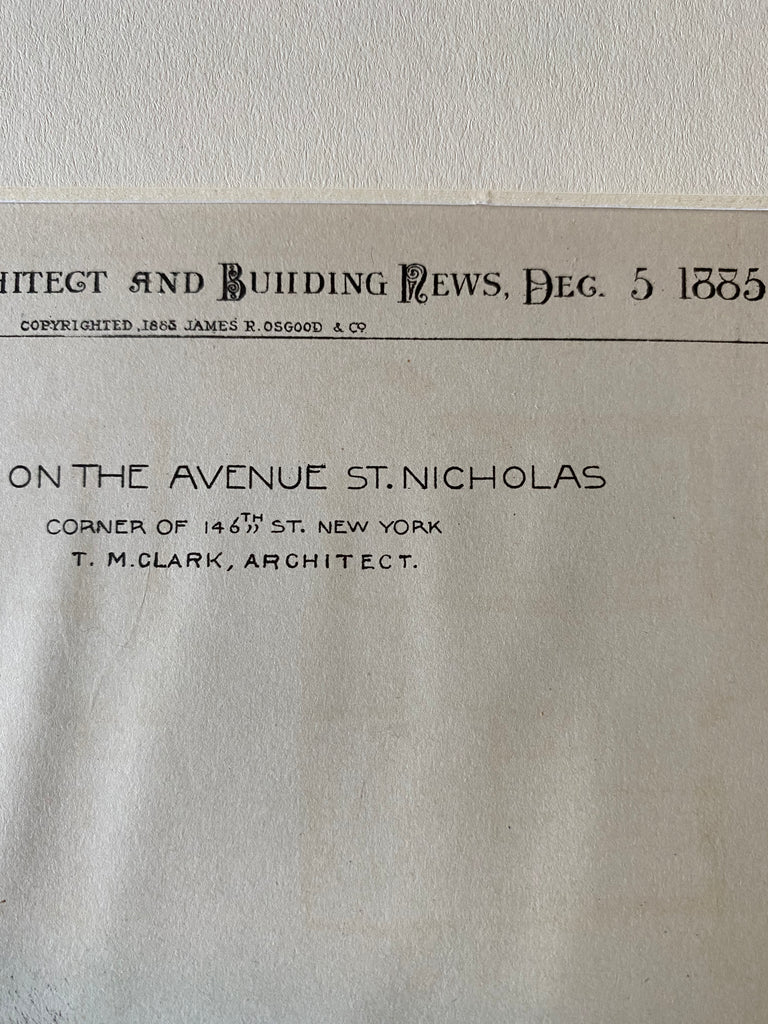 HITECT AND BUILDING NEWS, DEC. 5 1885
COPYRIGHTED, 1885 JAMES R. OSGOOD & CO
ON THE AVENUE ST. NICHOLAS
CORNER OF 146TH ST. NEW YORK
T. M. CLARK, ARCHITECT.